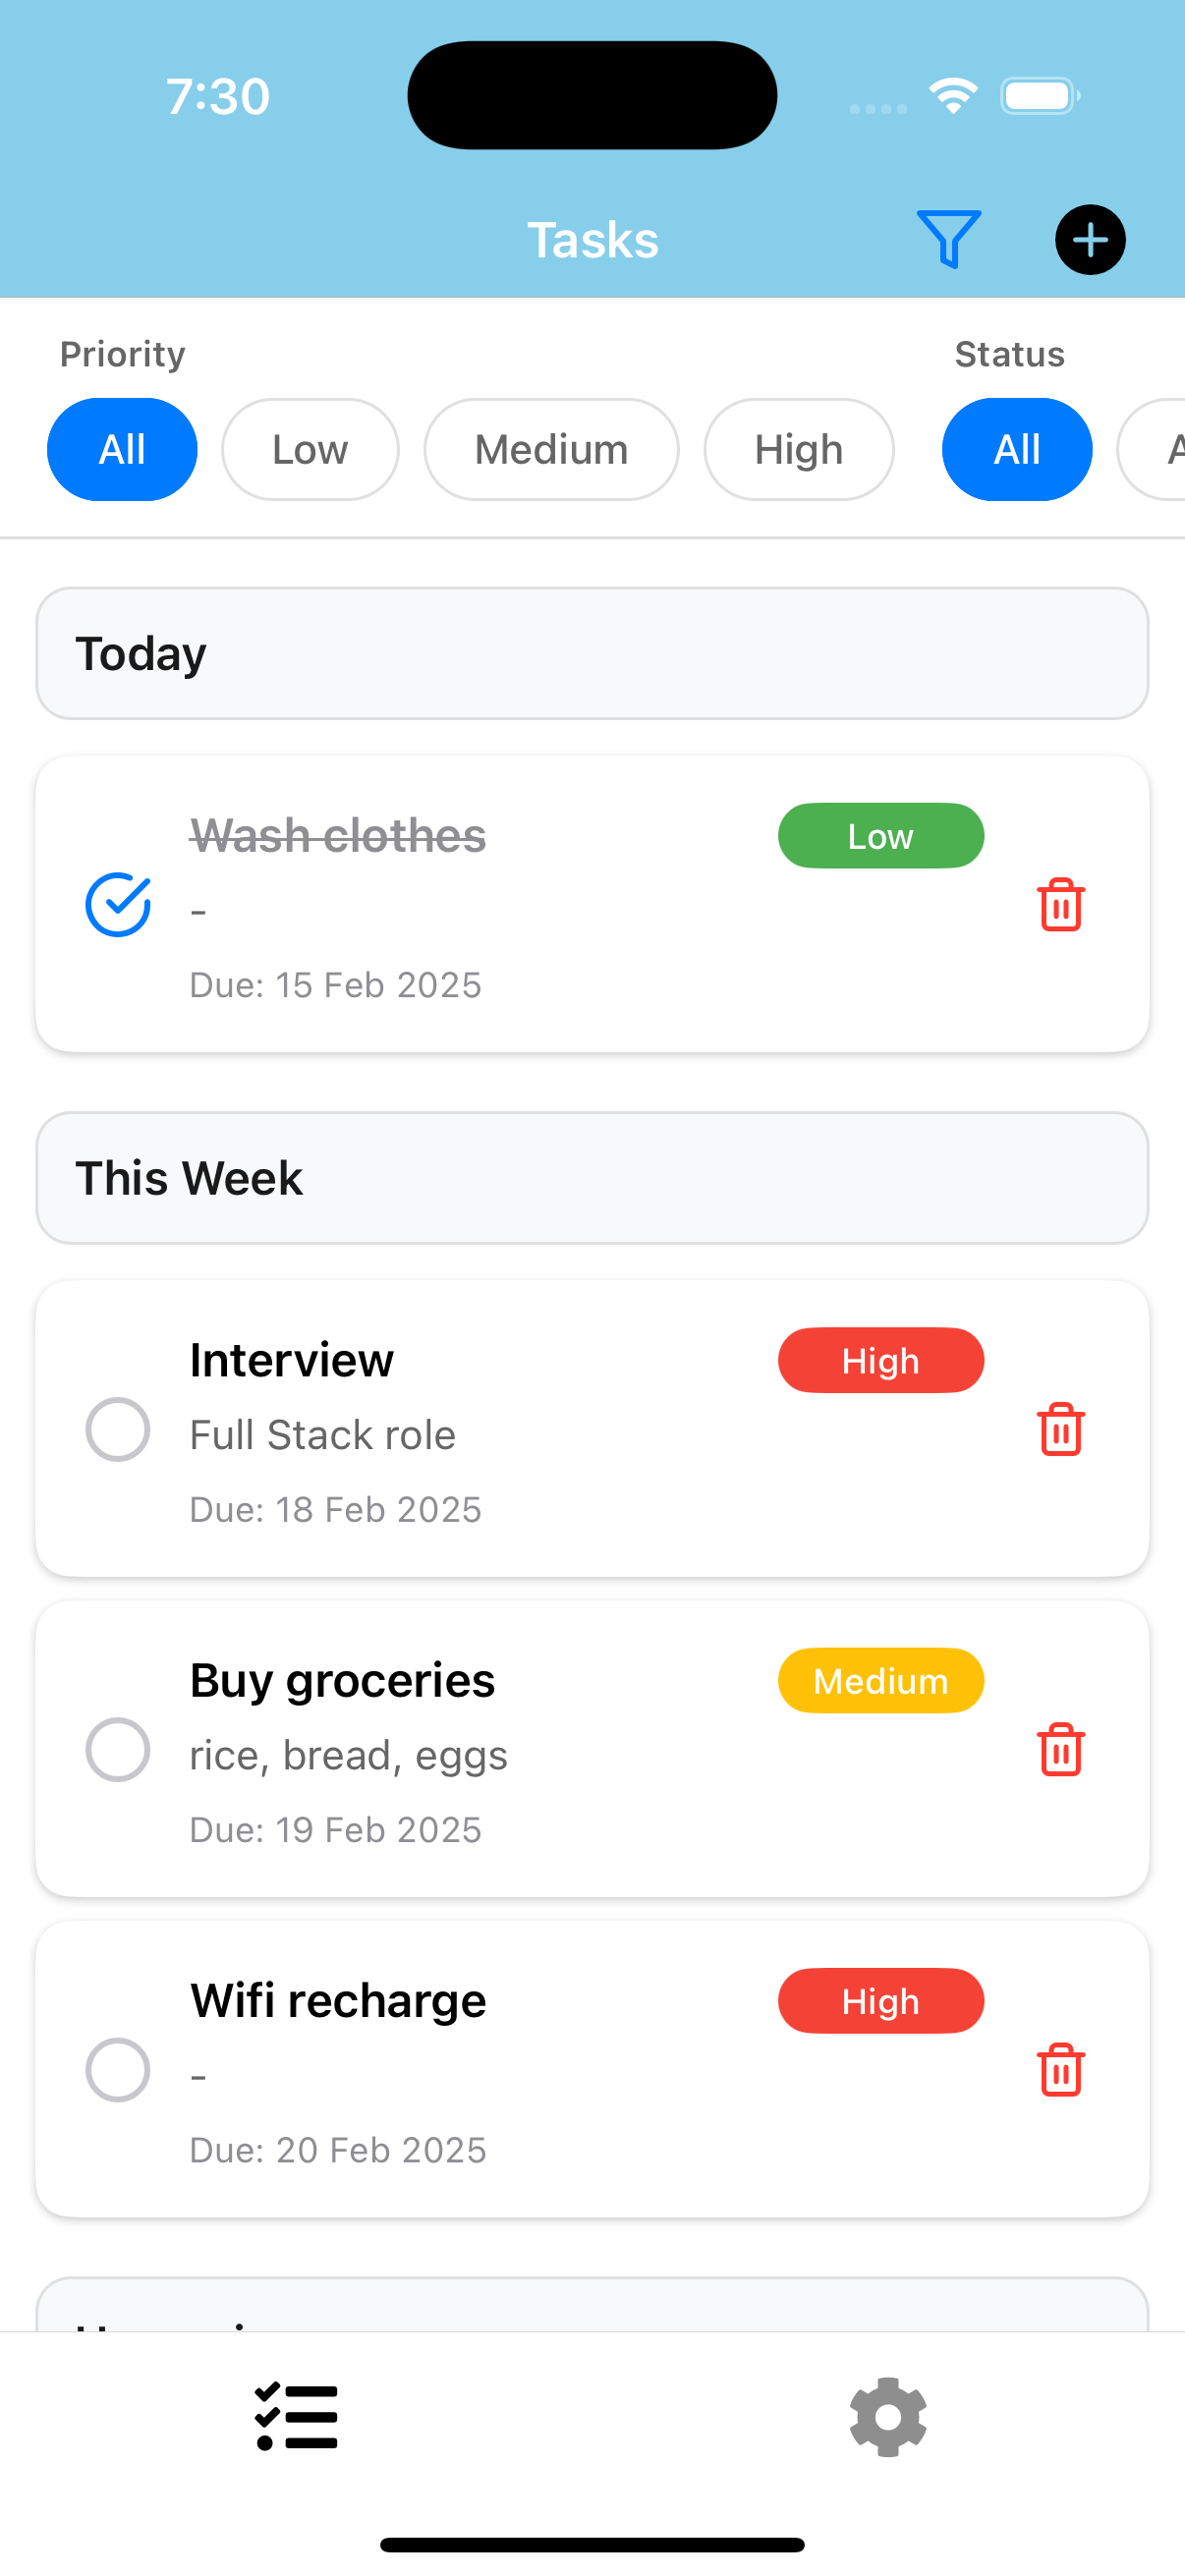 7:30
Tasks
Priority
Status
All
Low
Medium
High
All
Today
Wash clothes
Low
-
Due: 15 Feb 2025
This Week
Interview
High
Full Stack role
Due: 18 Feb 2025
Buy groceries
Medium
rice, bread, eggs
Due: 19 Feb 2025
Wifi recharge
High
-
Due: 20 Feb 2025